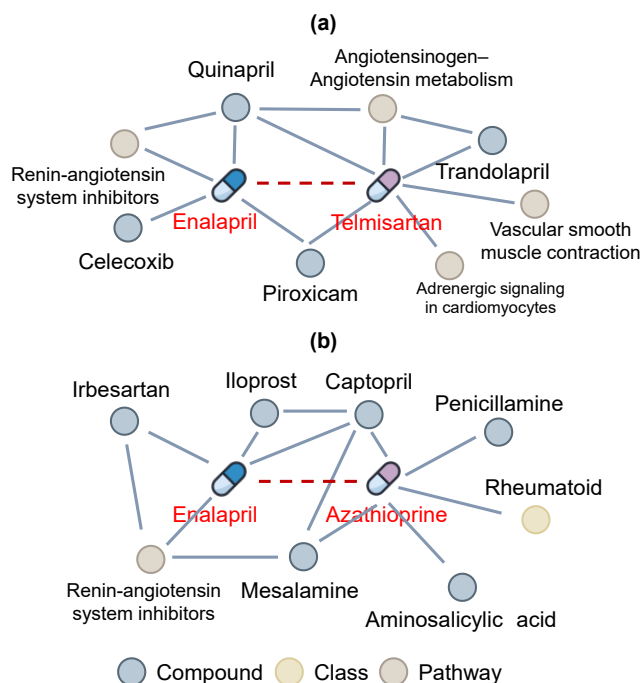 (a)
Quinapril
Angiotensinogen–
Angiotensin metabolism
Renin-angiotensin
system inhibitors
Trandolapril
Enalapril
Telmisartan
Vascular smooth
muscle contraction
Celecoxib
Piroxicam
Adrenergic signaling
in cardiomyocytes
(b)
Irbesartan
Iloprost
Captopril
Penicillamine
Enalapril
Azathioprine
Rheumatoid
Renin-angiotensin
system inhibitors
Mesalamine
Aminosalicylic acid
Compound
Class
Pathway